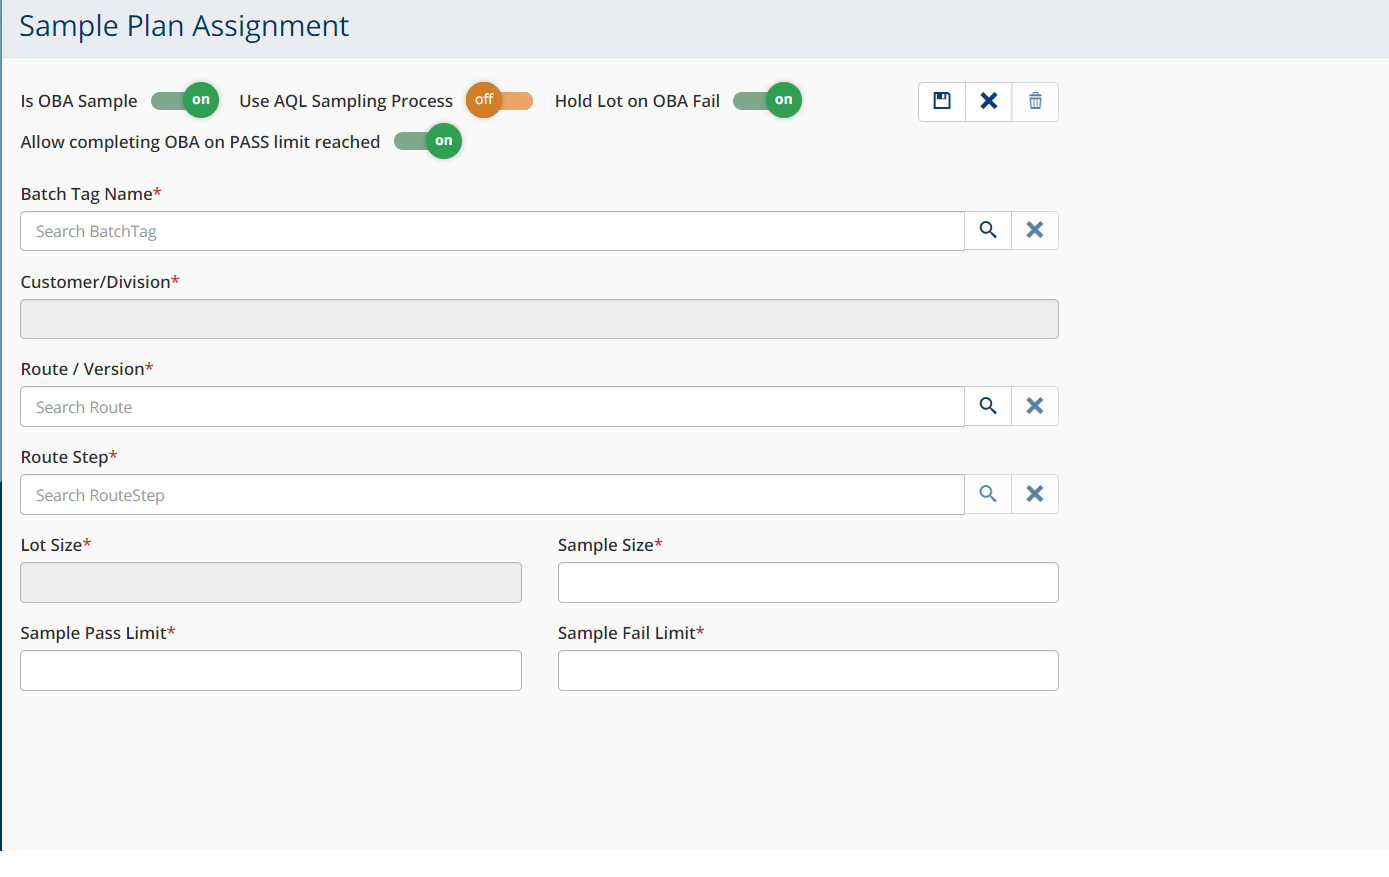 Sample Plan Assignment
Is OBA Sample on Use AQL Sampling Process off Hold Lot on OBA Fail on
Allow completing OBA on PASS limit reached on
Batch Tag Name*
Search BatchTag
Customer/Division*
Route / Version*
Search Route
Route Step*
Search RouteStep
Lot Size* Sample Size*
Sample Pass Limit* Sample Fail Limit*